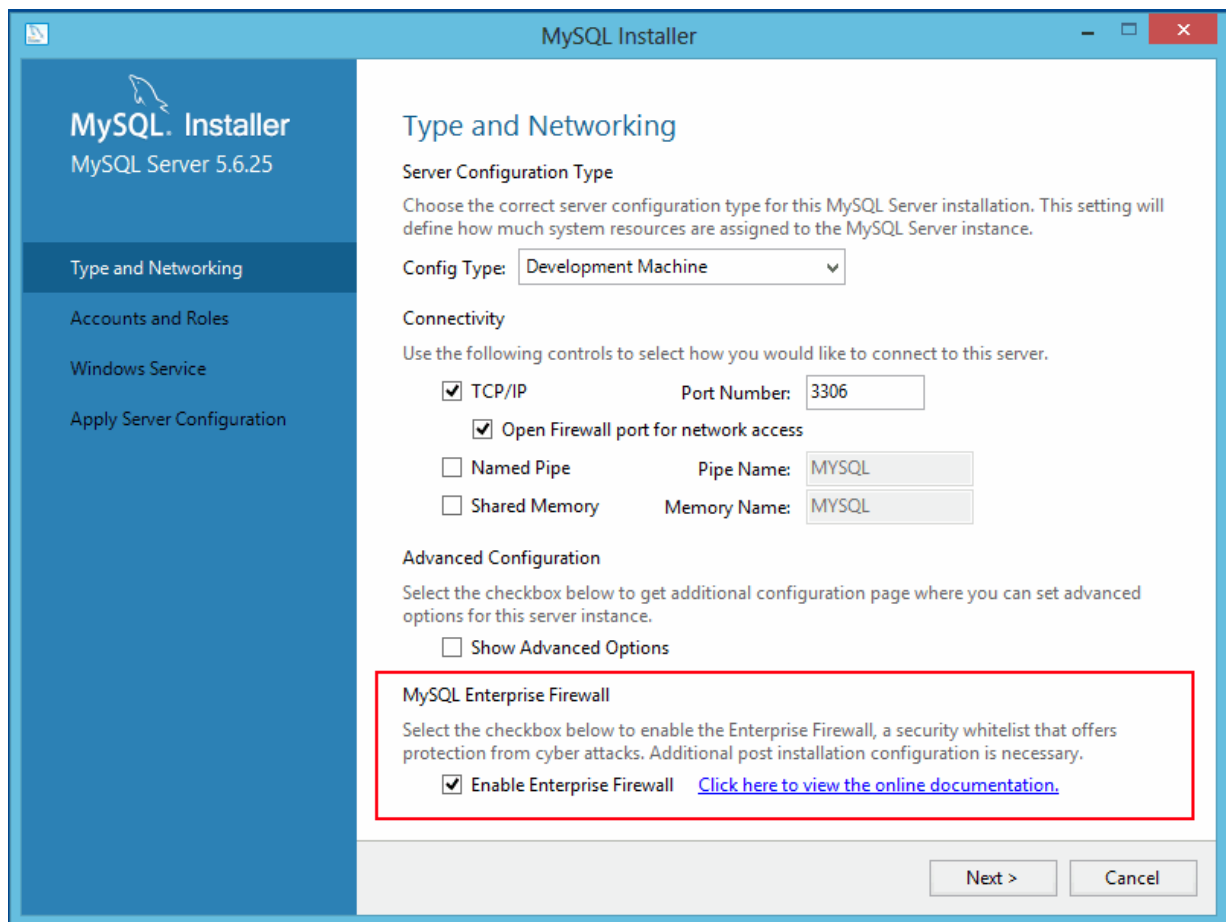 MySQL Installer
MySQL. Installer
MySQL Server 5.6.25
Type and Networking
Accounts and Roles
Windows Service
Apply Server Configuration
Type and Networking
Server Configuration Type
Choose the correct server configuration type for this MySQL Server installation. This setting will
define how much system resources are assigned to the MySQL Server instance.
Config Type: Development Machine
Connectivity
Use the following controls to select how you would like to connect to this server.
TCP/IP Port Number: 3306
Open Firewall port for network access
Named Pipe Pipe Name: MYSQL
Shared Memory Memory Name: MYSQL
Advanced Configuration
Select the checkbox below to get additional configuration page where you can set advanced
options for this server instance.
Show Advanced Options
MySQL Enterprise Firewall
Select the checkbox below to enable the Enterprise Firewall, a security whitelist that offers
protection from cyber attacks. Additional post installation configuration is necessary.
Enable Enterprise Firewall Click here to view the online documentation.
Next > Cancel